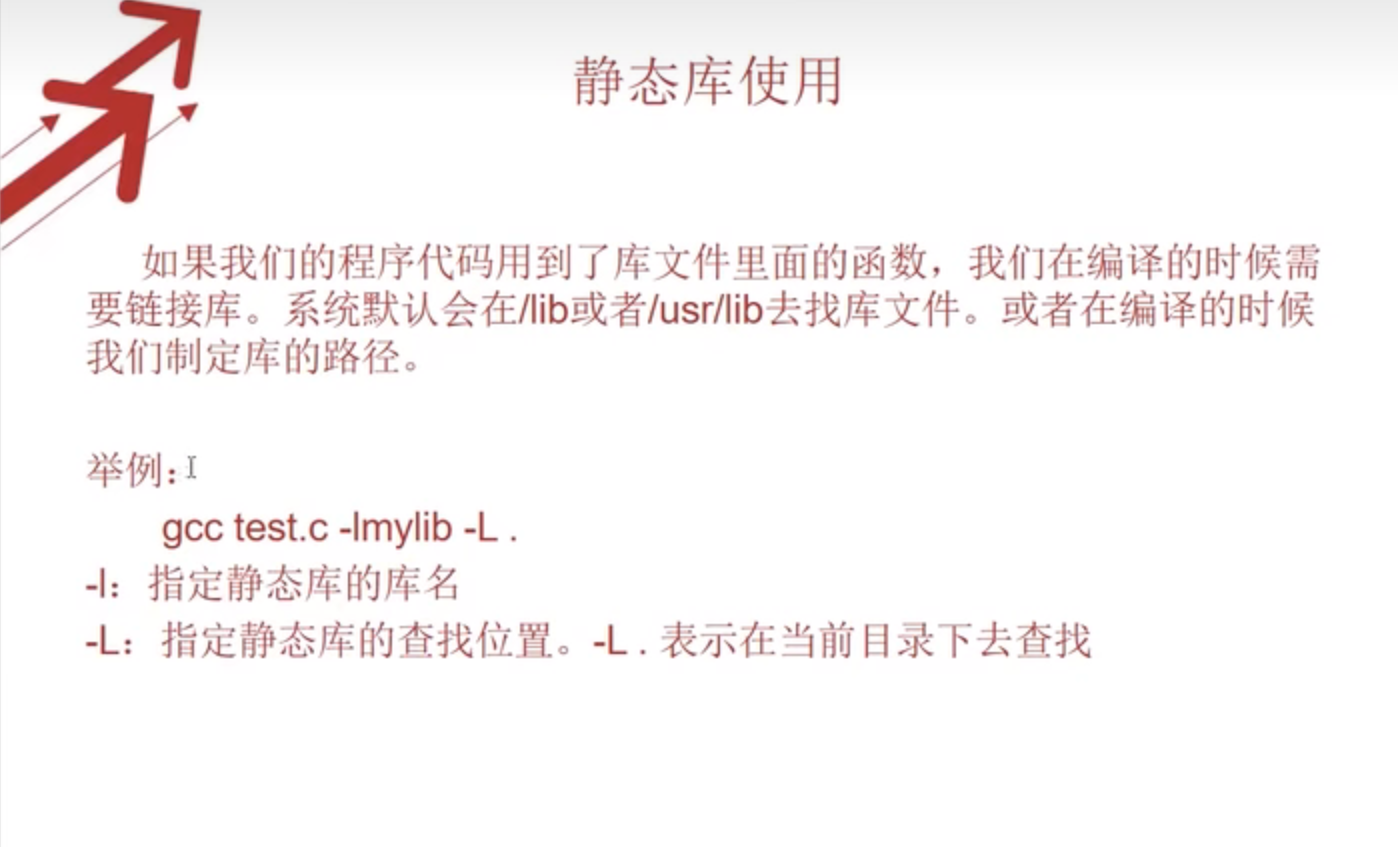 静态库使用
如果我们的程序代码用到了库文件里面的函数，我们在编译的时候需
要链接库。系统默认会在/lib或者/usr/lib去找库文件。或者在编译的时候
我们制定库的路径。
举例：
gcc test.c -lmylib -L .
-l：指定静态库的库名
-L：指定静态库的查找位置。-L . 表示在当前目录下去查找